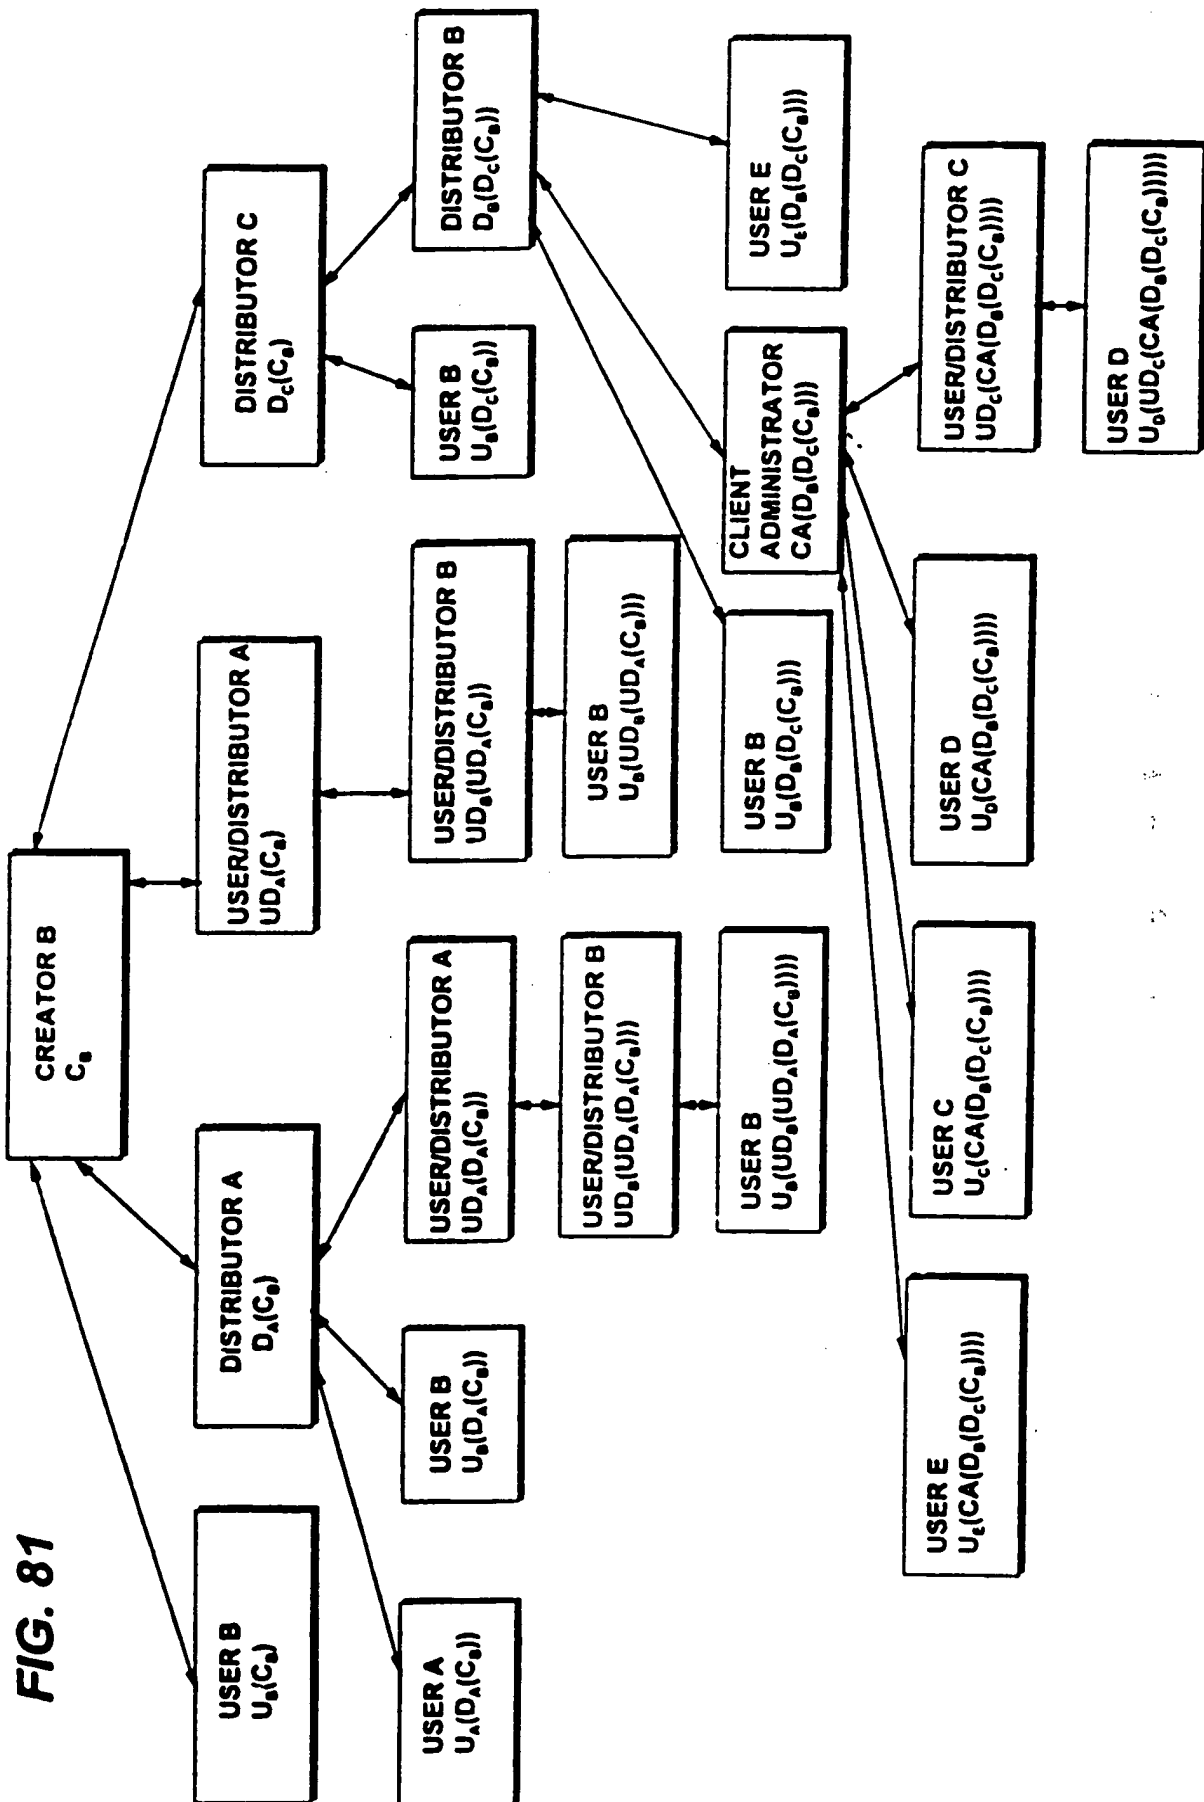 FIG. 81
CREATOR B
C_B
USER B
U_B(C_B)
DISTRIBUTOR A
D_A(C_B)
USER/DISTRIBUTOR A
UD_A(C_B)
DISTRIBUTOR C
D_C(C_B)
USER A
U_A(D_A(C_B))
USER B
U_B(D_A(C_B))
USER/DISTRIBUTOR A
UD_A(D_A(C_B))
USER/DISTRIBUTOR B
UD_B(UD_A(C_B))
USER B
U_B(D_C(C_B))
DISTRIBUTOR B
D_B(D_C(C_B))
USER/DISTRIBUTOR B
UD_B(UD_A(D_A(C_B)))
USER B
U_B(UD_B(UD_A(C_B)))
USER B
U_B(UD_B(UD_A(D_A(C_B))))
USER B
U_B(D_B(D_C(C_B)))
CLIENT
ADMINISTRATOR
CA(D_B(D_C(C_B)))
USER E
U_E(D_B(D_C(C_B)))
USER E
U_E(CA(D_B(D_C(C_B))))
USER C
U_C(CA(D_B(D_C(C_B))))
USER D
U_D(CA(D_B(D_C(C_B))))
USER/DISTRIBUTOR C
UD_C(CA(D_B(D_C(C_B))))
USER D
U_D(UD_C(CA(D_B(D_C(C_B)))))